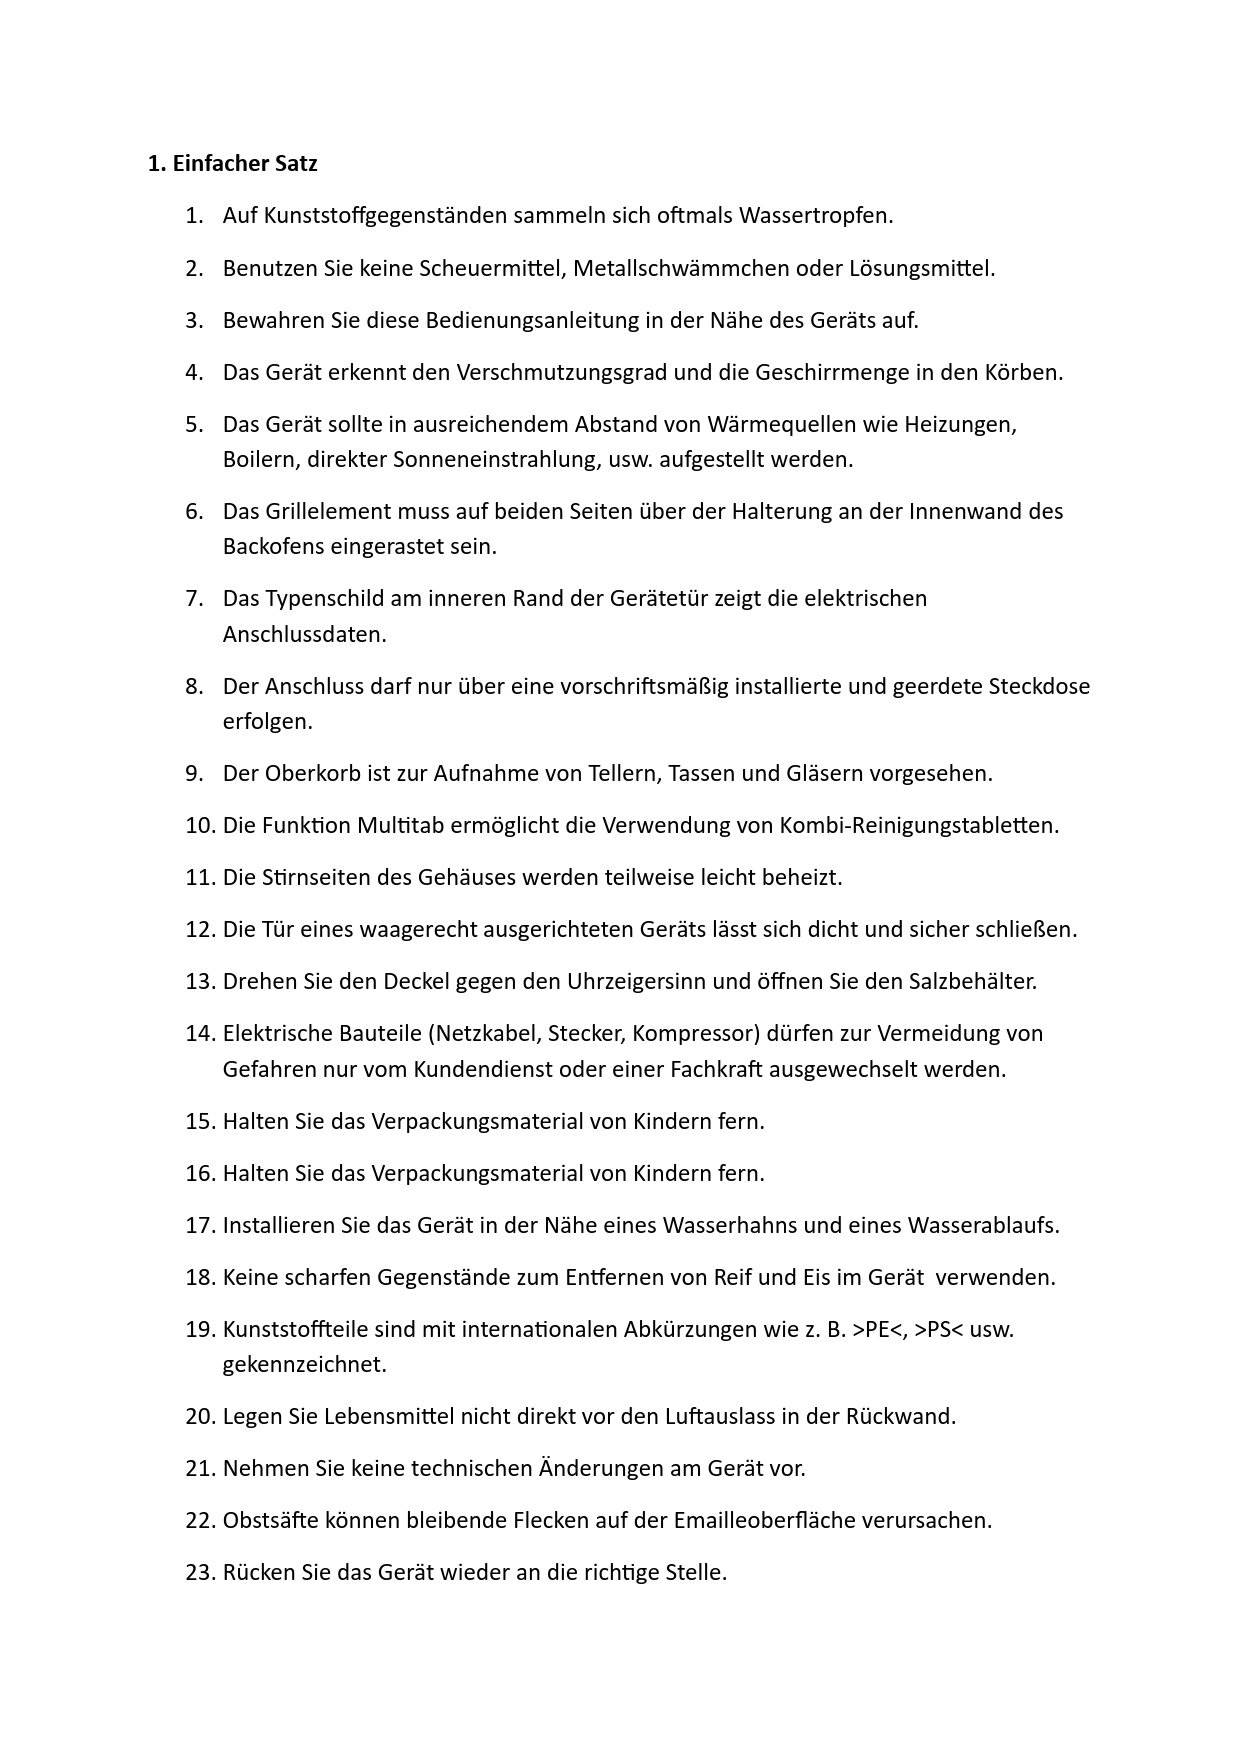 1. Einfacher Satz
1. Auf Kunststoffgegenständen sammeln sich oftmals Wassertropfen.
2. Benutzen Sie keine Scheuermittel, Metallschwämmchen oder Lösungsmittel.
3. Bewahren Sie diese Bedienungsanleitung in der Nähe des Geräts auf.
4. Das Gerät erkennt den Verschmutzungsgrad und die Geschirrmenge in den Körben.
5. Das Gerät sollte in ausreichendem Abstand von Wärmequellen wie Heizungen,
Boilern, direkter Sonneneinstrahlung, usw. aufgestellt werden.
6. Das Grillelement muss auf beiden Seiten über der Halterung an der Innenwand des
Backofens eingerastet sein.
7. Das Typenschild am inneren Rand der Gerätetür zeigt die elektrischen
Anschlussdaten.
8. Der Anschluss darf nur über eine vorschriftsmäßig installierte und geerdete Steckdose
erfolgen.
9. Der Oberkorb ist zur Aufnahme von Tellern, Tassen und Gläsern vorgesehen.
10. Die Funktion Multitab ermöglicht die Verwendung von Kombi-Reinigungstabletten.
11. Die Stirnseiten des Gehäuses werden teilweise leicht beheizt.
12. Die Tür eines waagerecht ausgerichteten Geräts lässt sich dicht und sicher schließen.
13. Drehen Sie den Deckel gegen den Uhrzeigersinn und öffnen Sie den Salzbehälter.
14. Elektrische Bauteile (Netzkabel, Stecker, Kompressor) dürfen zur Vermeidung von
Gefahren nur vom Kundendienst oder einer Fachkraft ausgewechselt werden.
15. Halten Sie das Verpackungsmaterial von Kindern fern.
16. Halten Sie das Verpackungsmaterial von Kindern fern.
17. Installieren Sie das Gerät in der Nähe eines Wasserhahns und eines Wasserablaufs.
18. Keine scharfen Gegenstände zum Entfernen von Reif und Eis im Gerät  verwenden.
19. Kunststoffteile sind mit internationalen Abkürzungen wie z. B. >PE<, >PS< usw.
gekennzeichnet.
20. Legen Sie Lebensmittel nicht direkt vor den Luftauslass in der Rückwand.
21. Nehmen Sie keine technischen Änderungen am Gerät vor.
22. Obstsäfte können bleibende Flecken auf der Emailleoberfläche verursachen.
23. Rücken Sie das Gerät wieder an die richtige Stelle.